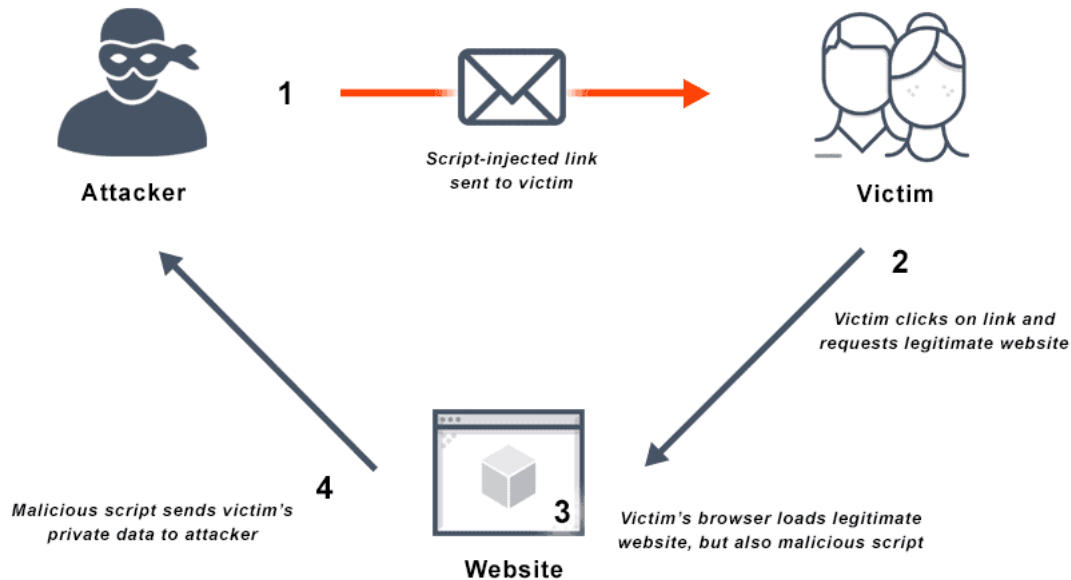 1
Script-injected link
sent to victim
Attacker
Victim
2
Victim clicks on link and
requests legitimate website
4
Malicious script sends victim's
private data to attacker
3
Victim's browser loads legitimate
website, but also malicious script
Website